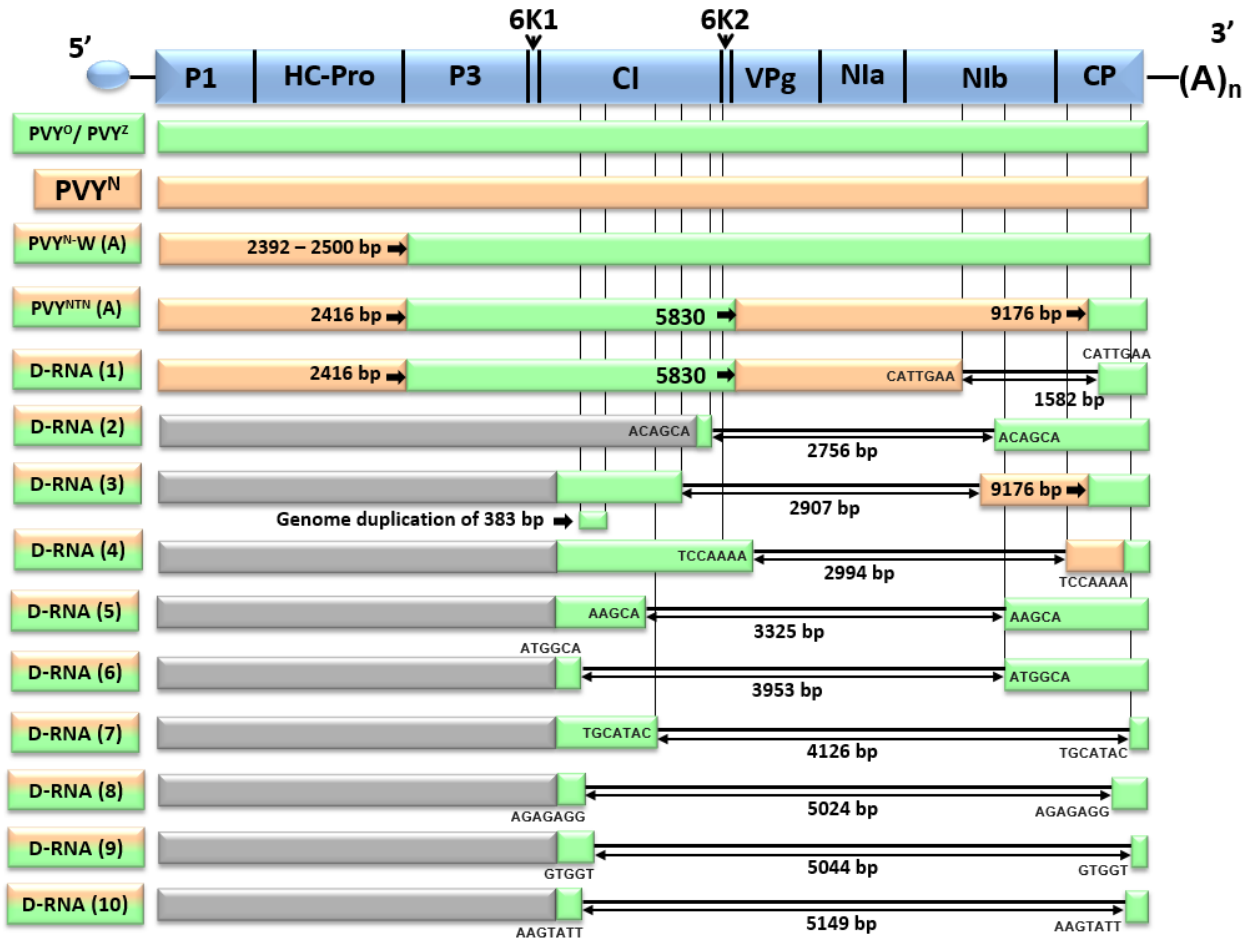 6K1 6K2
5’ 3’
P1 HC-Pro P3 CI VPg NIa NIb CP (A)n
PVYO/ PVYZ
PVYN
PVYN-W (A) 2392 – 2500 bp
PVYNTN (A) 2416 bp 5830 9176 bp
CATTGAA
D-RNA (1) 2416 bp 5830 CATTGAA
1582 bp
D-RNA (2) ACAGCA ACAGCA
2756 bp
D-RNA (3) 9176 bp
2907 bp
Genome duplication of 383 bp
D-RNA (4) TCCAAAA
2994 bp TCCAAAA
D-RNA (5) AAGCA AAGCA
3325 bp
ATGGCA
D-RNA (6) ATGGCA
3953 bp
D-RNA (7) TGCATAC
4126 bp TGCATAC
D-RNA (8)
AGAGAGG 5024 bp AGAGAGG
D-RNA (9)
GTGGT 5044 bp GTGGT
D-RNA (10)
AAGTATT 5149 bp AAGTATT